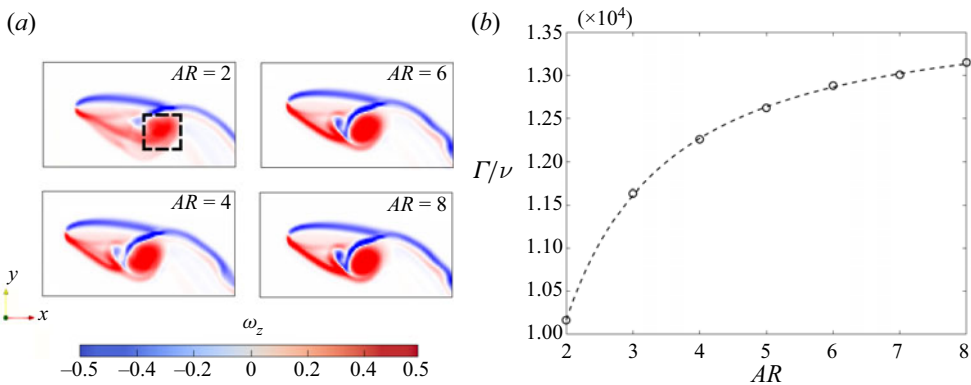 (a)
AR = 2
AR = 6
AR = 4
AR = 8
y
x
ω_z
−0.5 −0.4 −0.2 0 0.2 0.4 0.5
(b)
(×10⁴)
1.35
1.30
1.25
1.20
Γ/ν
1.15
1.10
1.05
1.00
2 3 4 5 6 7 8
AR